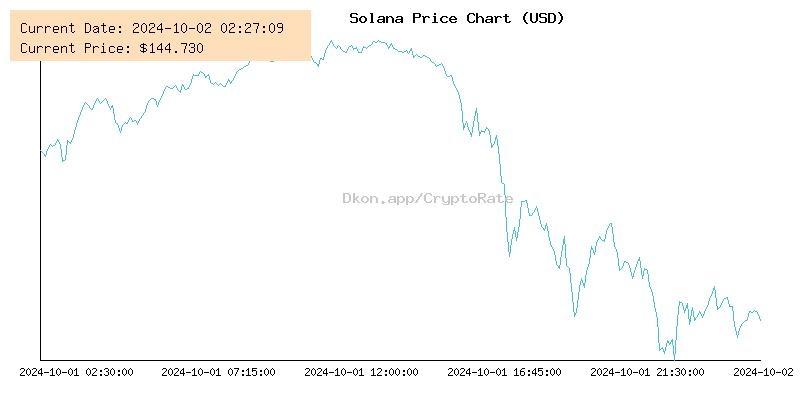 Solana Price Chart (USD)
Current Date: 2024-10-02 02:27:09
Current Price: $144.730
Dkon.app/CryptoRate
2024-10-01 02:30:00 2024-10-01 07:15:00 2024-10-01 12:00:00 2024-10-01 16:45:00 2024-10-01 21:30:00 2024-10-02